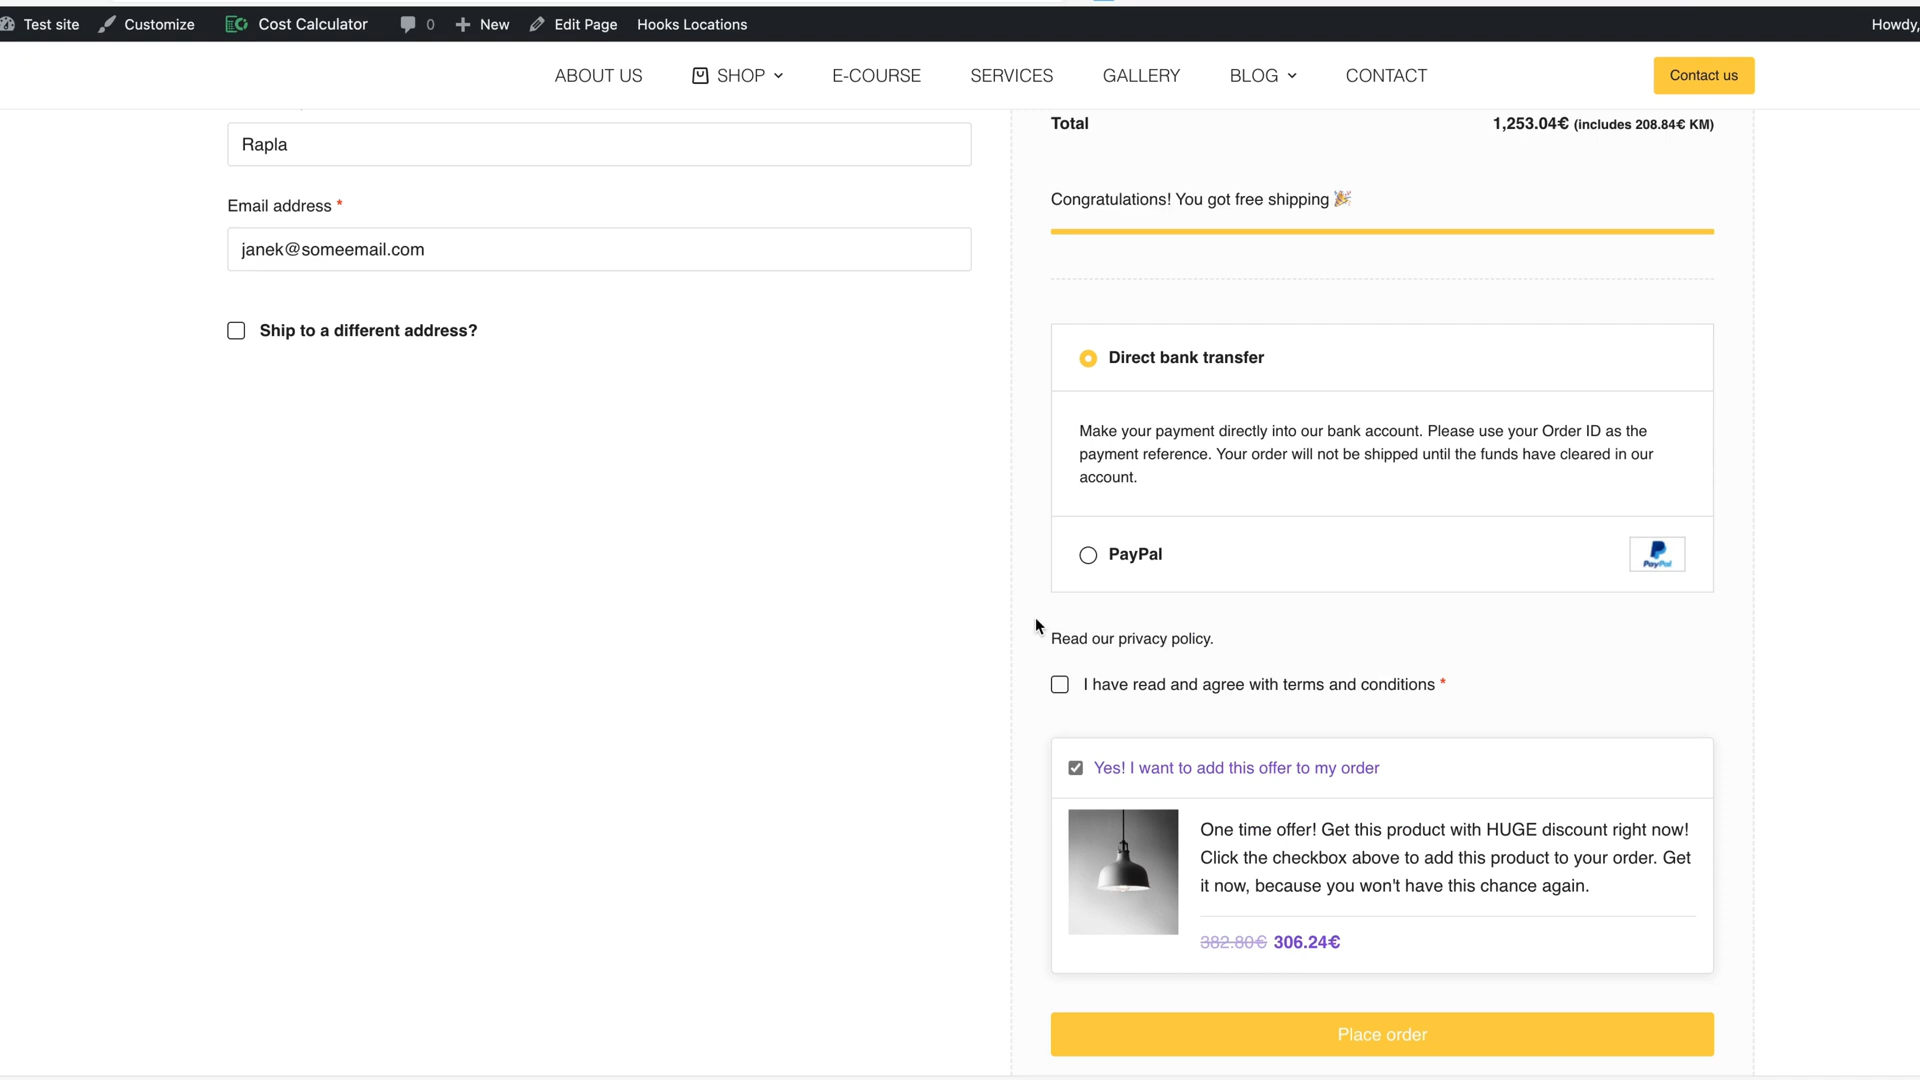 Test site Customize Cost Calculator 0 New Edit Page Hooks Locations Howdy,
ABOUT US SHOP E-COURSE SERVICES GALLERY BLOG CONTACT Contact us
Rapla
Email address *
janek@someemail.com
Ship to a different address?
Total 1,253.04€ (includes 208.84€ KM)
Congratulations! You got free shipping 🎉
Direct bank transfer
Make your payment directly into our bank account. Please use your Order ID as the
payment reference. Your order will not be shipped until the funds have cleared in our
account.
PayPal PayPal
Read our privacy policy.
I have read and agree with terms and conditions *
Yes! I want to add this offer to my order
One time offer! Get this product with HUGE discount right now!
Click the checkbox above to add this product to your order. Get
it now, because you won't have this chance again.
382.80€ 306.24€
Place order